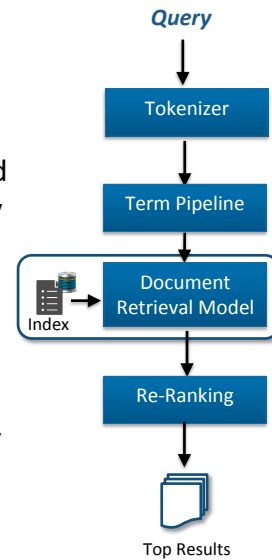 Query
Tokenizer
Term Pipeline
Document
Retrieval Model
Index
Re-Ranking
Top Results